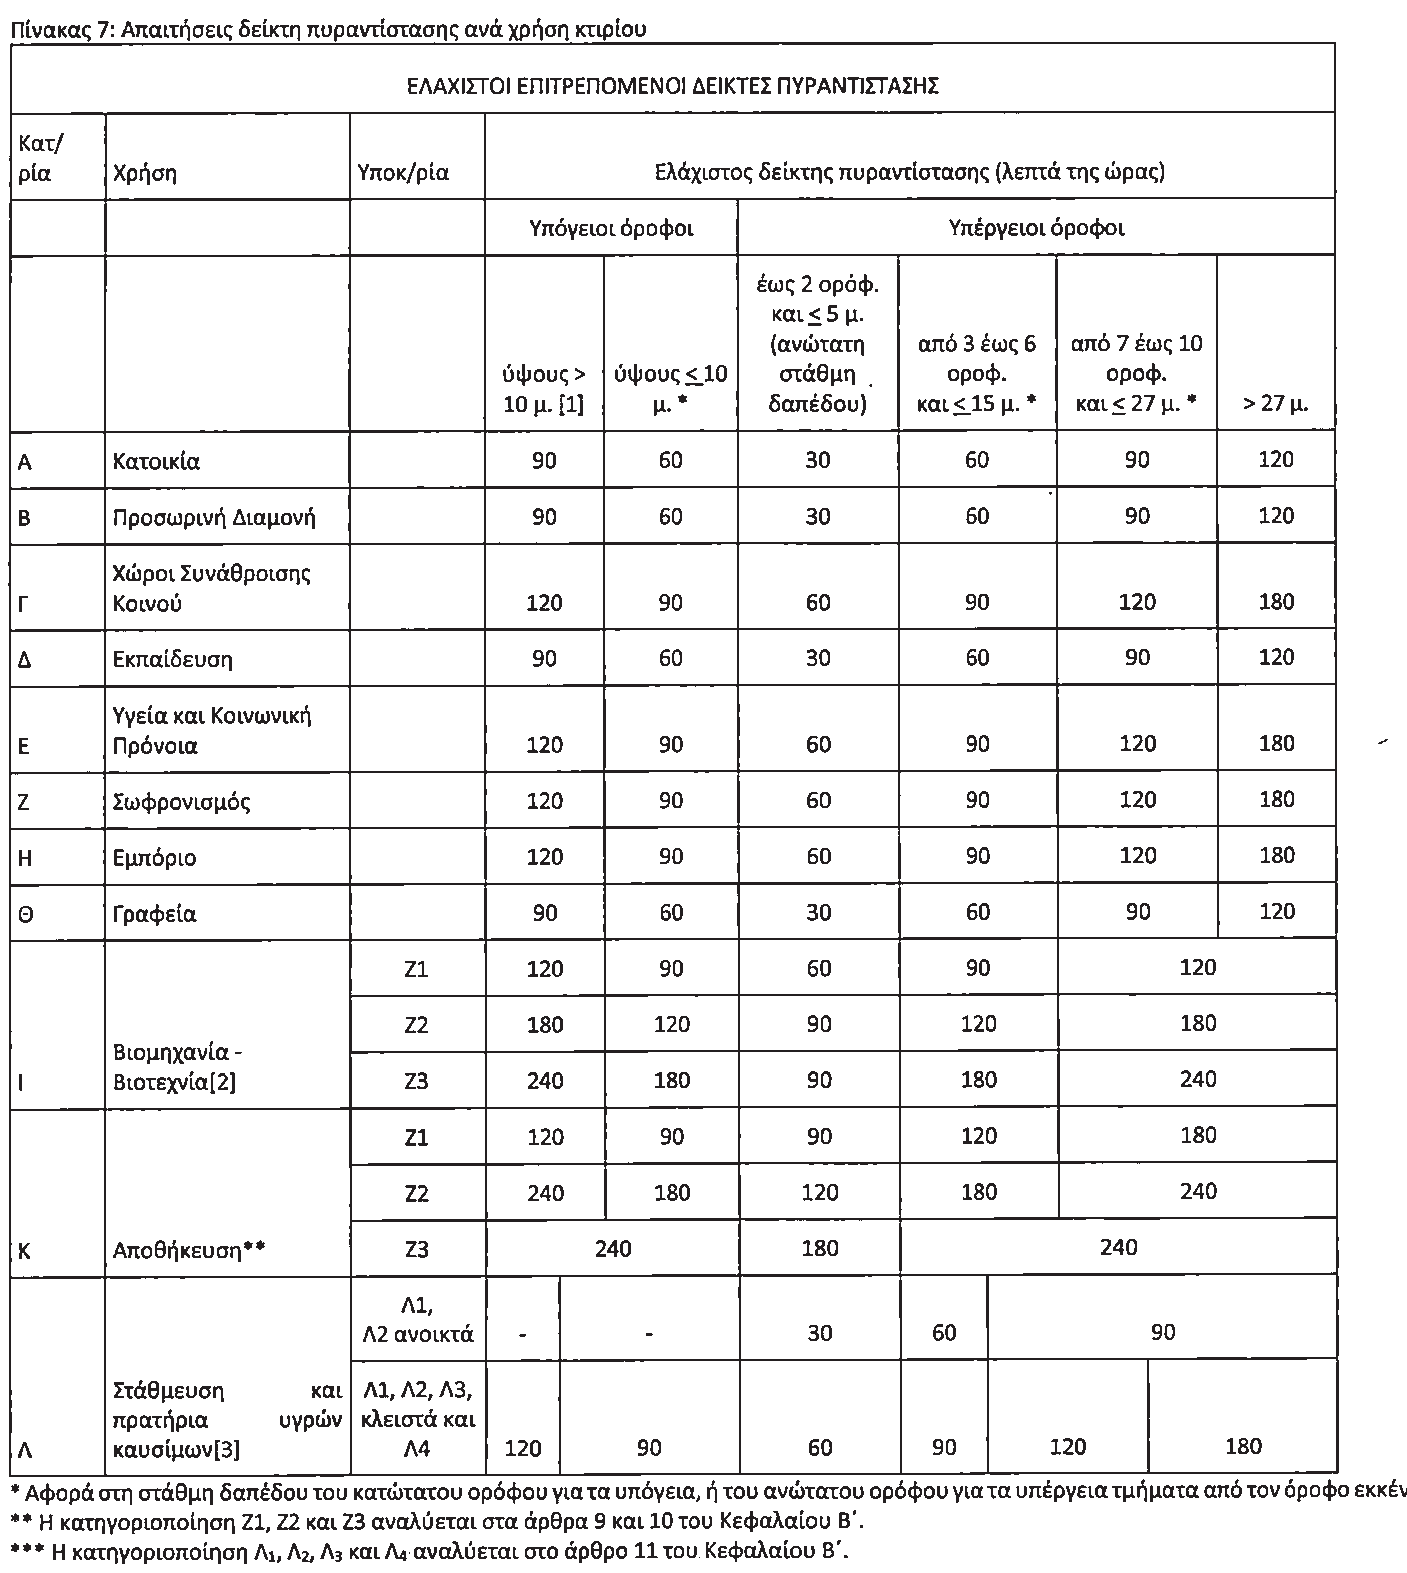 Πίνακας 7: Απαιτήσεις δείκτη πυραντίστασης ανά χρήση κτιρίου
ΕΛΑΧΙΣΤΟΙ ΕΠΙΤΡΕΠΟΜΕΝΟΙ ΔΕΙΚΤΕΣ ΠΥΡΑΝΤΙΣΤΑΣΗΣ
Κατ/
ρία Χρήση Υποκ/ρία Ελάχιστος δείκτης πυραντίστασης (λεπτά της ώρας)
Υπόγειοι όροφοι Υπέργειοι όροφοι
ύψους >
10 μ. [1]
ύψους ≤10
μ. *
έως 2 ορόφ.
και ≤ 5 μ.
(ανώτατη
στάθμη
δαπέδου)
από 3 έως 6
οροφ.
και ≤ 15 μ. *
από 7 έως 10
οροφ.
και ≤ 27 μ. *
> 27 μ.
Α Κατοικία 90 60 30 60 90 120
Β Προσωρινή Διαμονή 90 60 30 60 90 120
Χώροι Συνάθροισης
Γ Κοινού 120 90 60 90 120 180
Δ Εκπαίδευση 90 60 30 60 90 120
Υγεία και Κοινωνική
Ε Πρόνοια 120 90 60 90 120 180
Ζ Σωφρονισμός 120 90 60 90 120 180
Η Εμπόριο 120 90 60 90 120 180
Θ Γραφεία 90 60 30 60 90 120
Ζ1 120 90 60 90 120
Ζ2 180 120 90 120 180
Βιομηχανία -
Ι Βιοτεχνία[2] Ζ3 240 180 90 180 240
Ζ1 120 90 90 120 180
Ζ2 240 180 120 180 240
Κ Αποθήκευση** Ζ3 240 180 240
Λ1,
Λ2 ανοικτά - - 30 60 90
Στάθμευση και Λ1, Λ2, Λ3,
πρατήρια υγρών κλειστά και
Λ καυσίμων[3] Λ4 120 90 60 90 120 180
* Αφορά στη στάθμη δαπέδου του κατώτατου ορόφου για τα υπόγεια, ή του ανώτατου ορόφου για τα υπέργεια τμήματα από τον όροφο εκκέν
** Η κατηγοριοποίηση Ζ1, Ζ2 και Ζ3 αναλύεται στα άρθρα 9 και 10 του Κεφαλαίου Β΄.
*** Η κατηγοριοποίηση Λ₁, Λ₂, Λ₃ και Λ₄ αναλύεται στο άρθρο 11 του Κεφαλαίου Β΄.